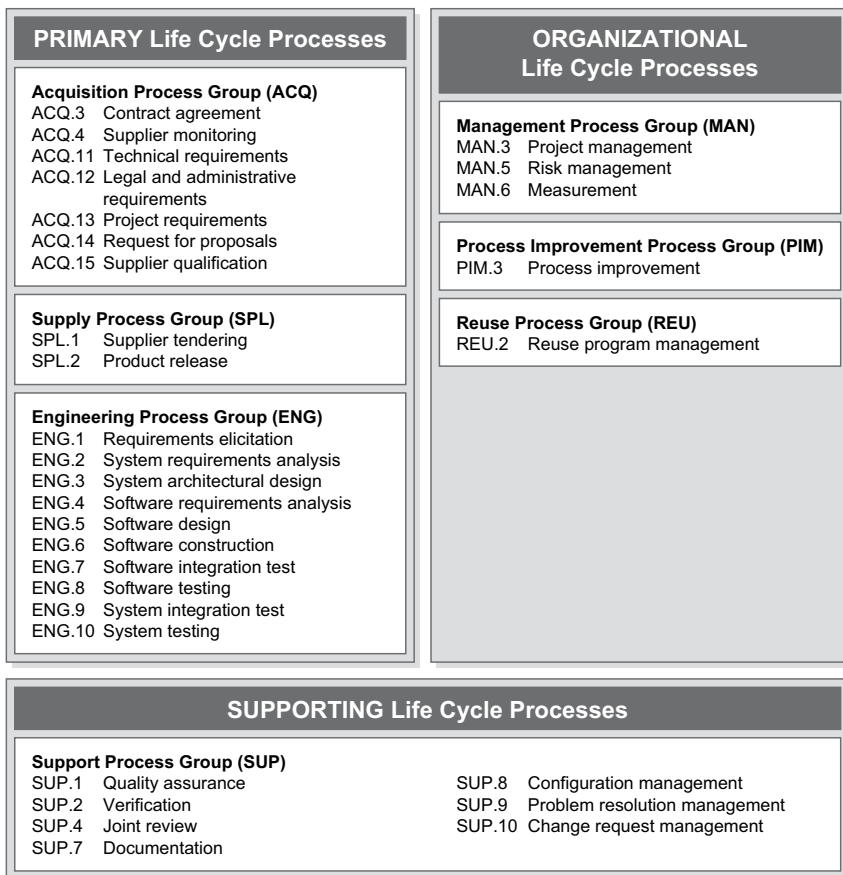 PRIMARY Life Cycle Processes
Acquisition Process Group (ACQ)
ACQ.3 Contract agreement
ACQ.4 Supplier monitoring
ACQ.11 Technical requirements
ACQ.12 Legal and administrative
requirements
ACQ.13 Project requirements
ACQ.14 Request for proposals
ACQ.15 Supplier qualification
Supply Process Group (SPL)
SPL.1 Supplier tendering
SPL.2 Product release
Engineering Process Group (ENG)
ENG.1 Requirements elicitation
ENG.2 System requirements analysis
ENG.3 System architectural design
ENG.4 Software requirements analysis
ENG.5 Software design
ENG.6 Software construction
ENG.7 Software integration test
ENG.8 Software testing
ENG.9 System integration test
ENG.10 System testing
ORGANIZATIONAL
Life Cycle Processes
Management Process Group (MAN)
MAN.3 Project management
MAN.5 Risk management
MAN.6 Measurement
Process Improvement Process Group (PIM)
PIM.3 Process improvement
Reuse Process Group (REU)
REU.2 Reuse program management
SUPPORTING Life Cycle Processes
Support Process Group (SUP)
SUP.1 Quality assurance
SUP.2 Verification
SUP.4 Joint review
SUP.7 Documentation
SUP.8 Configuration management
SUP.9 Problem resolution management
SUP.10 Change request management